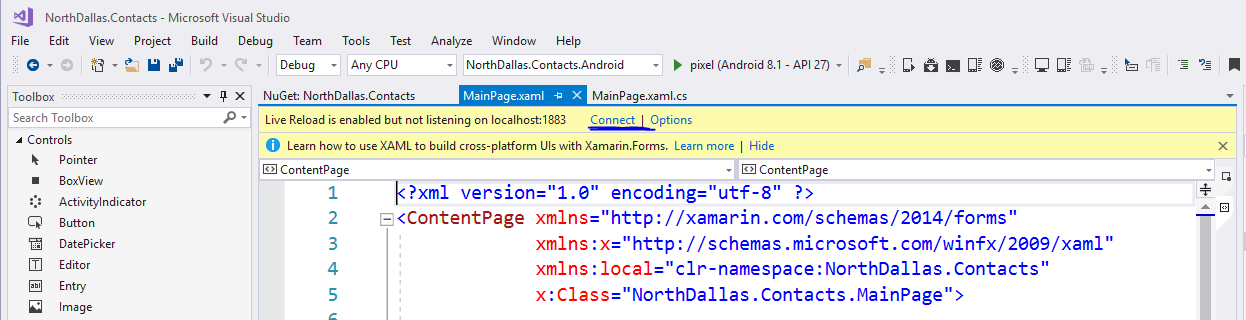 NorthDallas.Contacts - Microsoft Visual Studio
File Edit View Project Build Debug Team Tools Test Analyze Window Help
Debug Any CPU NorthDallas.Contacts.Android pixel (Android 8.1 - API 27)
Toolbox
NuGet: NorthDallas.Contacts MainPage.xaml MainPage.xaml.cs
Search Toolbox
Live Reload is enabled but not listening on localhost:1883 Connect | Options
Controls
Learn how to use XAML to build cross-platform UIs with Xamarin.Forms. Learn more | Hide
Pointer
ContentPage ContentPage
BoxView
1 <?xml version="1.0" encoding="utf-8" ?>
ActivityIndicator
2 <ContentPage xmlns="http://xamarin.com/schemas/2014/forms"
Button
3 xmlns:x="http://schemas.microsoft.com/winfx/2009/xaml"
DatePicker
4 xmlns:local="clr-namespace:NorthDallas.Contacts"
Editor
5 x:Class="NorthDallas.Contacts.MainPage">
Entry
Image